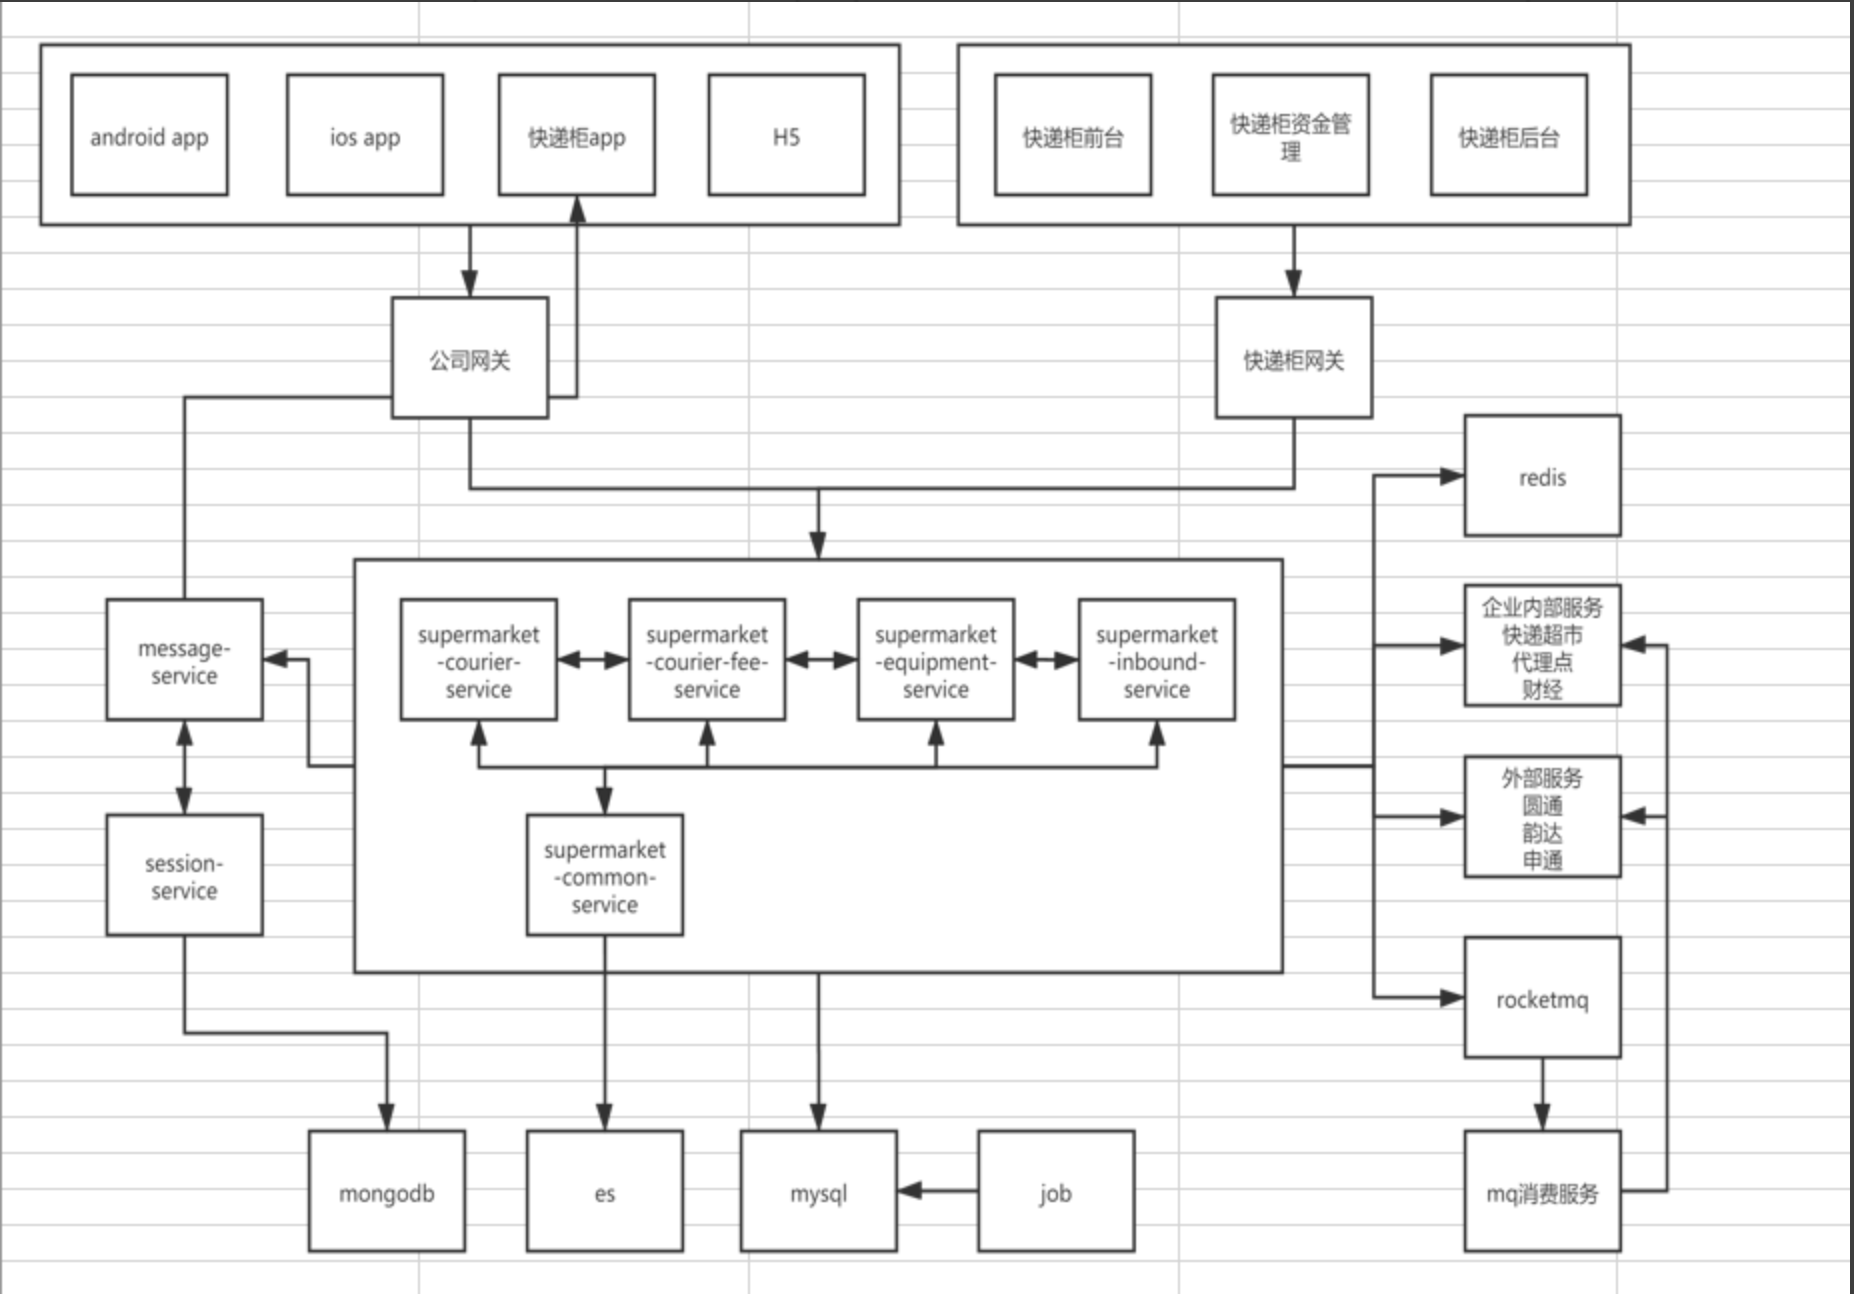 android app
ios app
快递柜app
H5
快递柜前台
快递柜资金管
理
快递柜后台
公司网关
快递柜网关
redis
message-
service
supermarket
-courier-
service
supermarket
-courier-fee-
service
supermarket
-equipment-
service
supermarket
-inbound-
service
企业内部服务
快递超市
代理点
财经
session-
service
supermarket
-common-
service
外部服务
圆通
韵达
申通
rocketmq
mongodb
es
mysql
job
mq消费服务